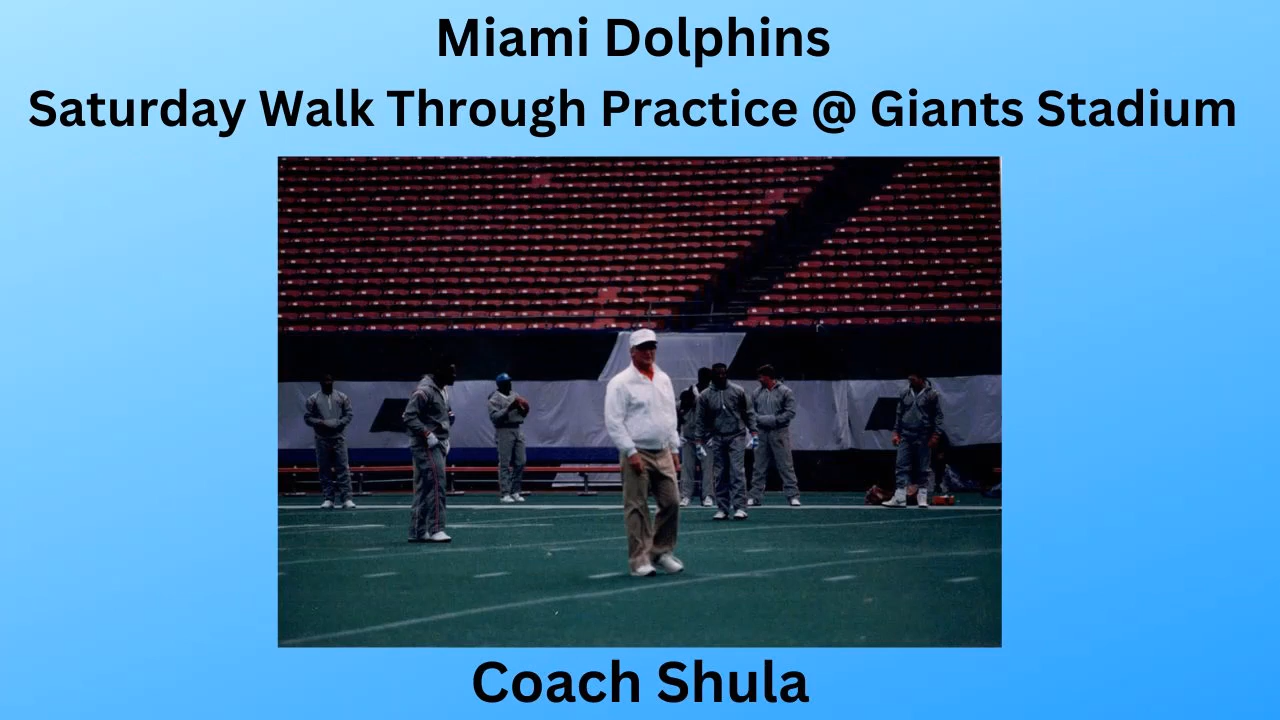 Miami Dolphins
Saturday Walk Through Practice @ Giants Stadium
Coach Shula